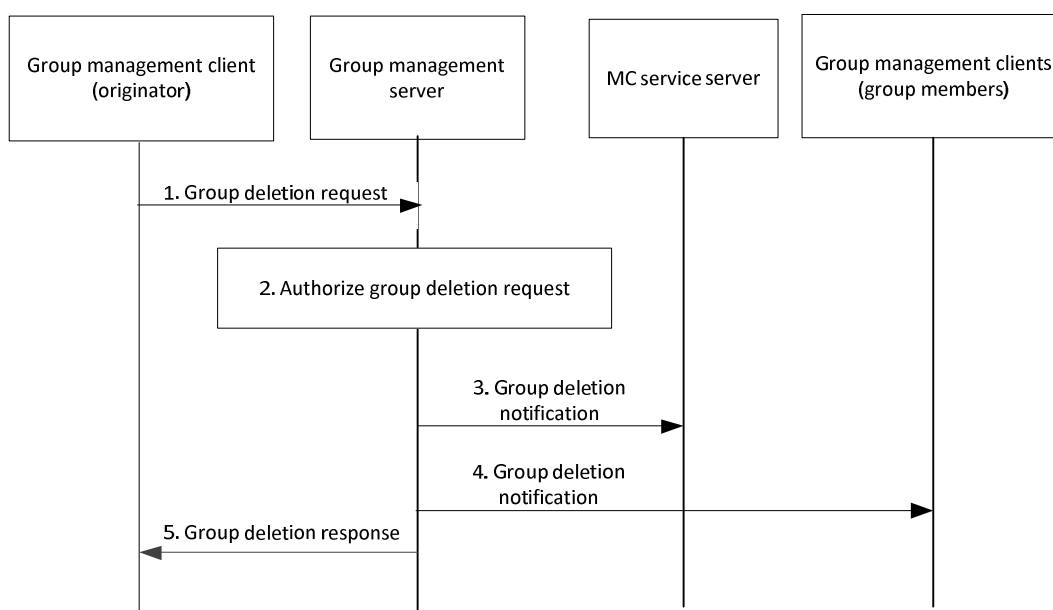 Group management client
(originator)
Group management
server
MC service server
Group management clients
(group members)
1. Group deletion request
2. Authorize group deletion request
3. Group deletion
notification
4. Group deletion
notification
5. Group deletion response